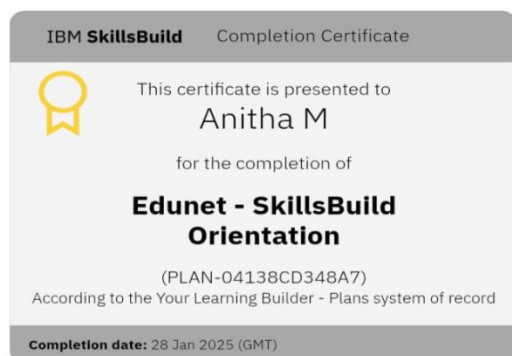 IBM SkillsBuild Completion Certificate
This certificate is presented to
Anitha M
for the completion of
Edunet - SkillsBuild
Orientation
(PLAN-04138CD348A7)
According to the Your Learning Builder - Plans system of record
Completion date: 28 Jan 2025 (GMT)